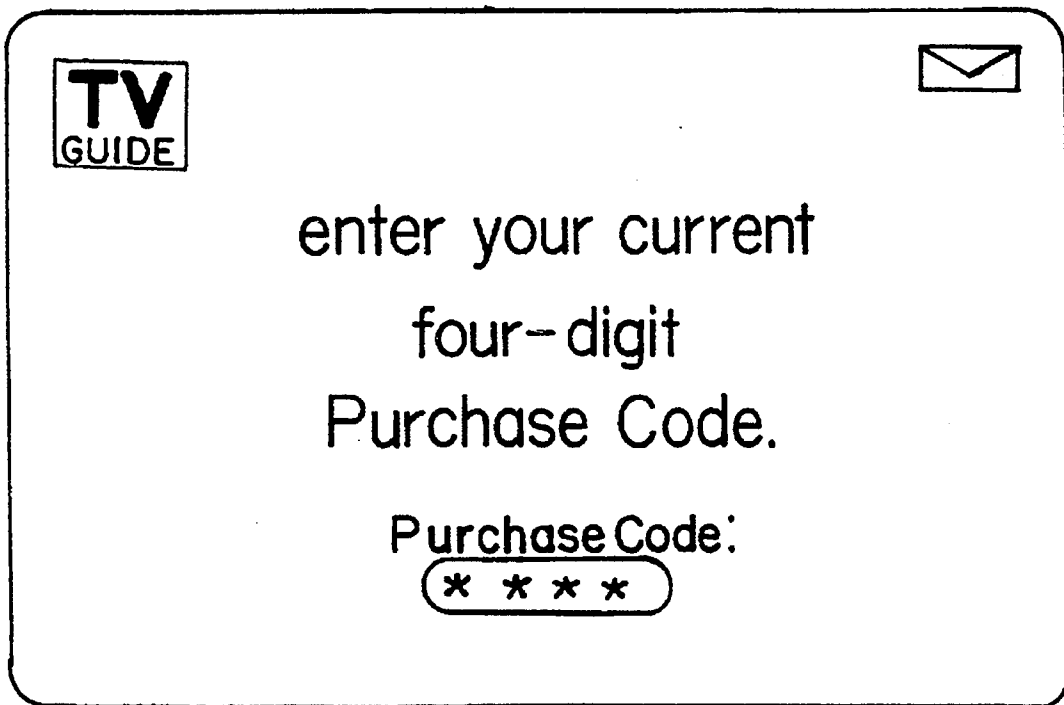 TV
GUIDE
enter your current
four-digit
Purchase Code.
Purchase Code:
* * * *